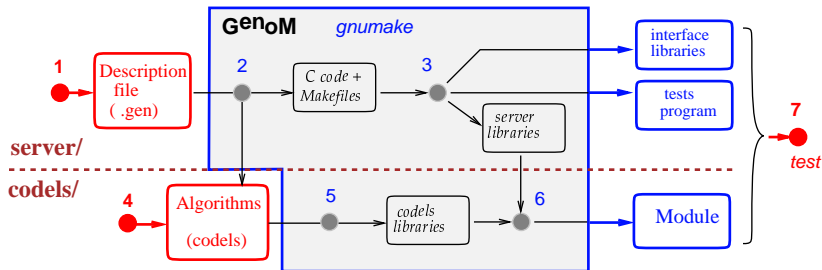 GenoM
gnumake
1
Description
file
( .gen)
2
C code +
Makefiles
3
interface
libraries
tests
program
server
libraries
7
test
server/
codels/
4
Algorithms
(codels)
5
codels
libraries
6
Module